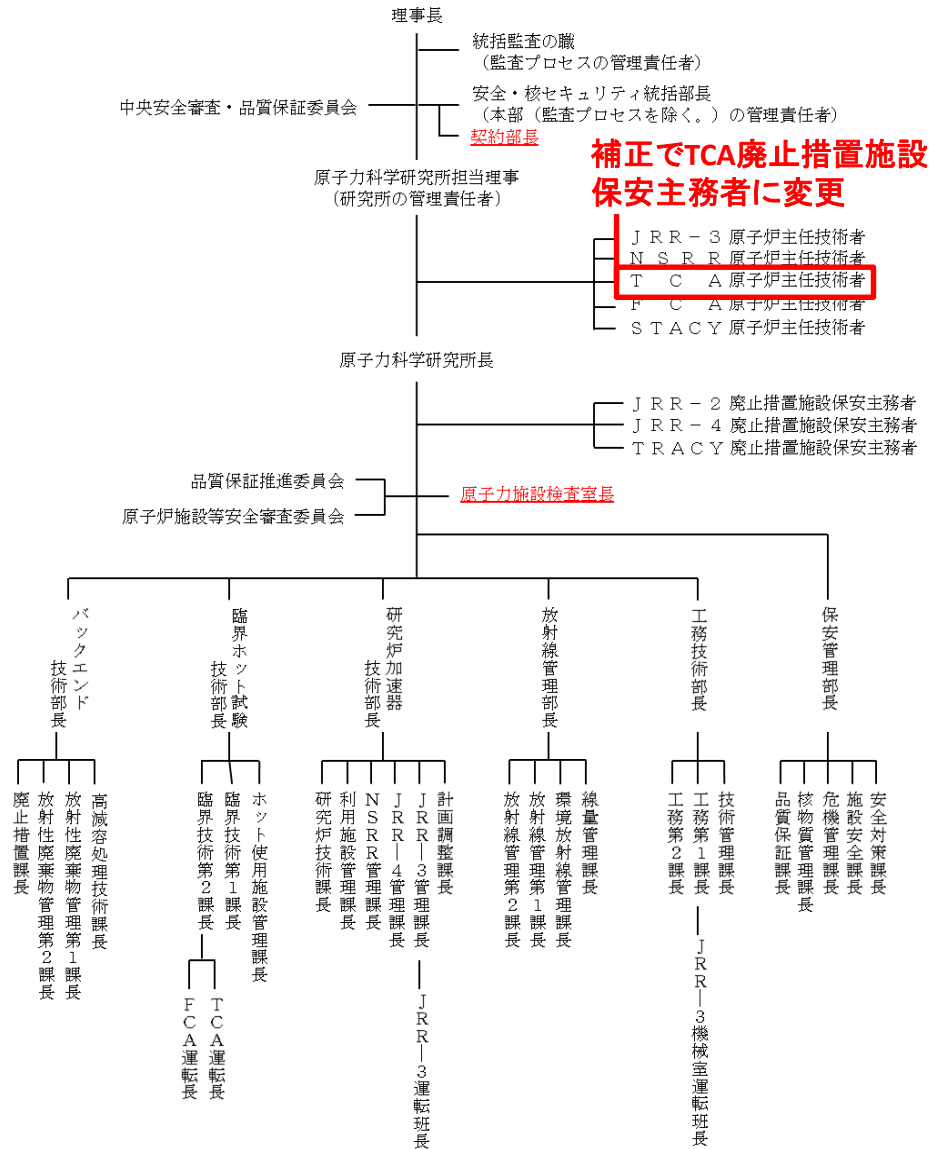 理事長
統括監査の職
（監査プロセスの管理責任者）
中央安全審査・品質保証委員会
安全・核セキュリティ統括部長
（本部（監査プロセスを除く。）の管理責任者）
契約部長
補正でTCA廃止措置施設
保安主務者に変更
原子力科学研究所担当理事
（研究所の管理責任者）
ＪＲＲ－３原子炉主任技術者
ＮＳＲＲ原子炉主任技術者
ＴＣＡ原子炉主任技術者
ＦＣＡ原子炉主任技術者
ＳＴＡＣＹ原子炉主任技術者
原子力科学研究所長
ＪＲＲ－２廃止措置施設保安主務者
ＪＲＲ－４廃止措置施設保安主務者
ＴＲＡＣＹ廃止措置施設保安主務者
品質保証推進委員会
原子力施設検査室長
原子炉施設等安全審査委員会
バックエンド
技術部長
臨界ホット試験
技術部長
研究炉加速器
技術部長
放射線管理部長
工務技術部長
保安管理部長
廃止措置課長
放射性廃棄物管理第２課長
放射性廃棄物管理第１課長
高減容処理技術課長
臨界技術第２課長
臨界技術第１課長
ホット使用施設管理課長
研究炉技術課長
利用施設管理課長
ＮＳＲＲ管理課長
ＪＲＲ―４管理課長
ＪＲＲ―３管理課長
計画調整課長
放射線管理第２課長
放射線管理第１課長
環境放射線管理課長
線量管理課長
工務第２課長
工務第１課長
技術管理課長
品質保証課長
核物質管理課長
危機管理課長
施設安全課長
安全対策課長
ＦＣＡ運転長
ＴＣＡ運転長
ＪＲＲ―３運転班長
ＪＲＲ―３機械室運転班長